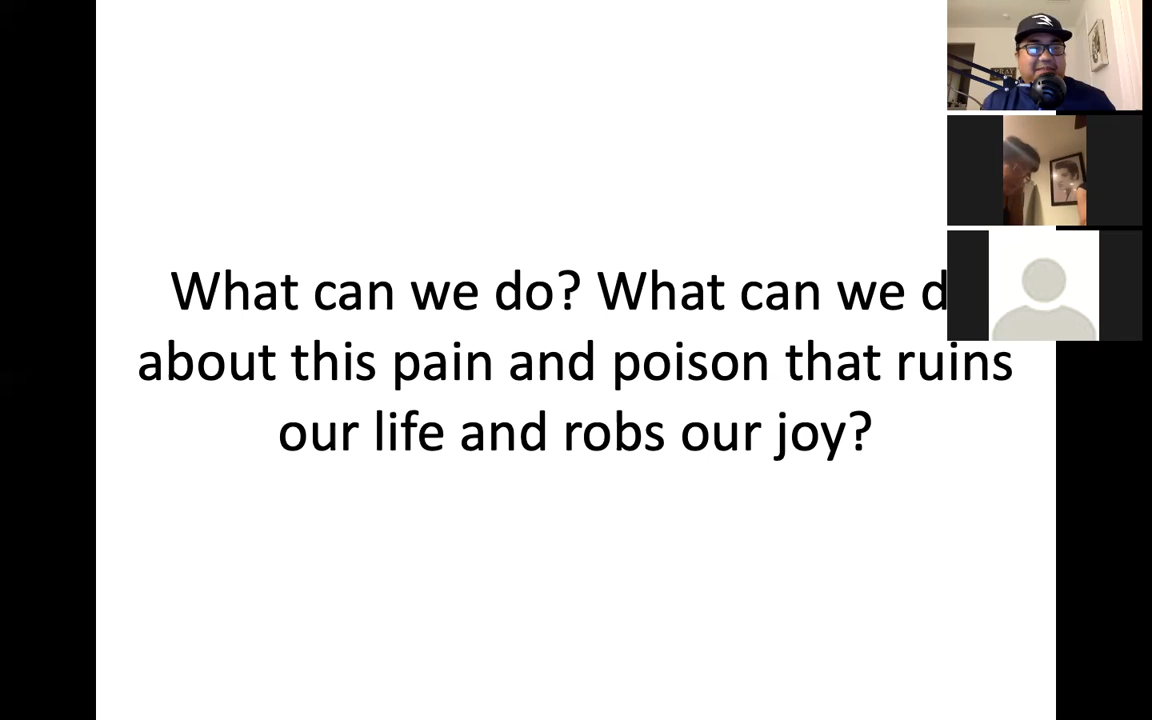 What can we do? What can we d
about this pain and poison that ruins
our life and robs our joy?